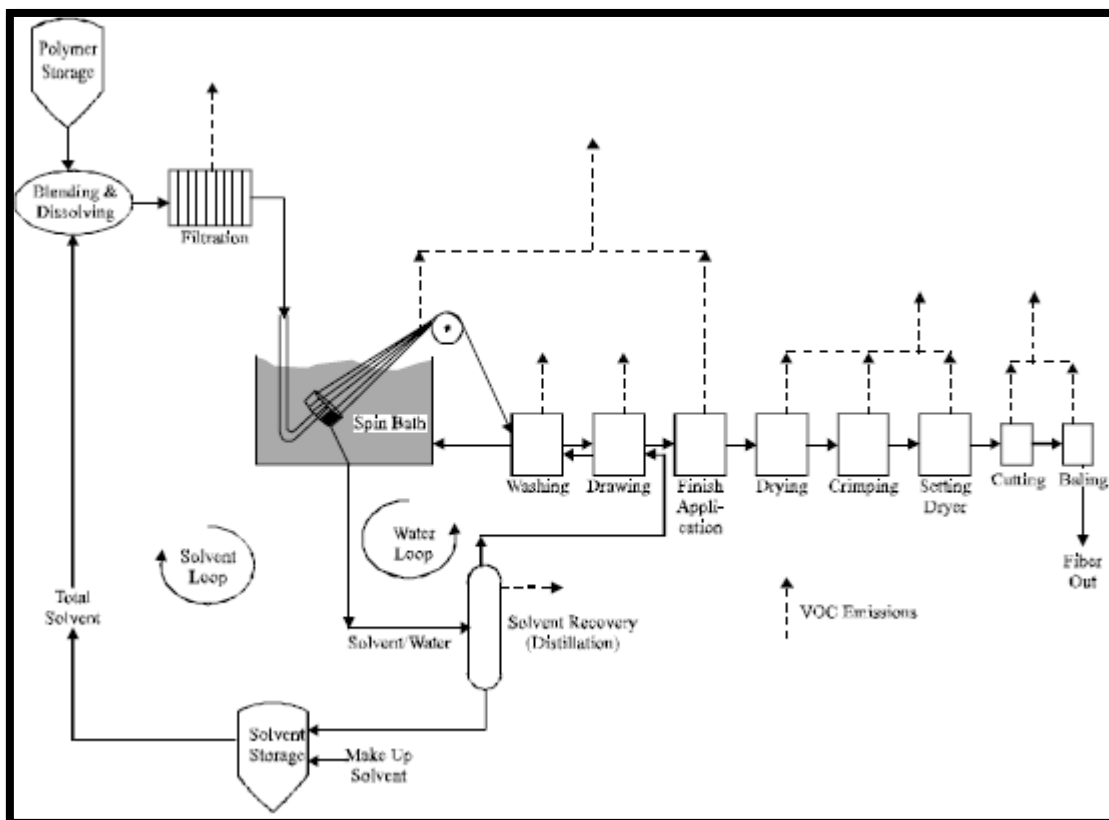 Polymer
Storage
Blending &
Dissolving
Filtration
Spin Bath
Washing
Drawing
Finish
Appli-
cation
Drying
Crimping
Setting
Dryer
Cutting
Baling
Fiber
Out
Solvent
Loop
Water
Loop
Total
Solvent
Solvent/Water
Solvent Recovery
(Distillation)
VOC Emissions
Solvent
Storage
Make Up
Solvent